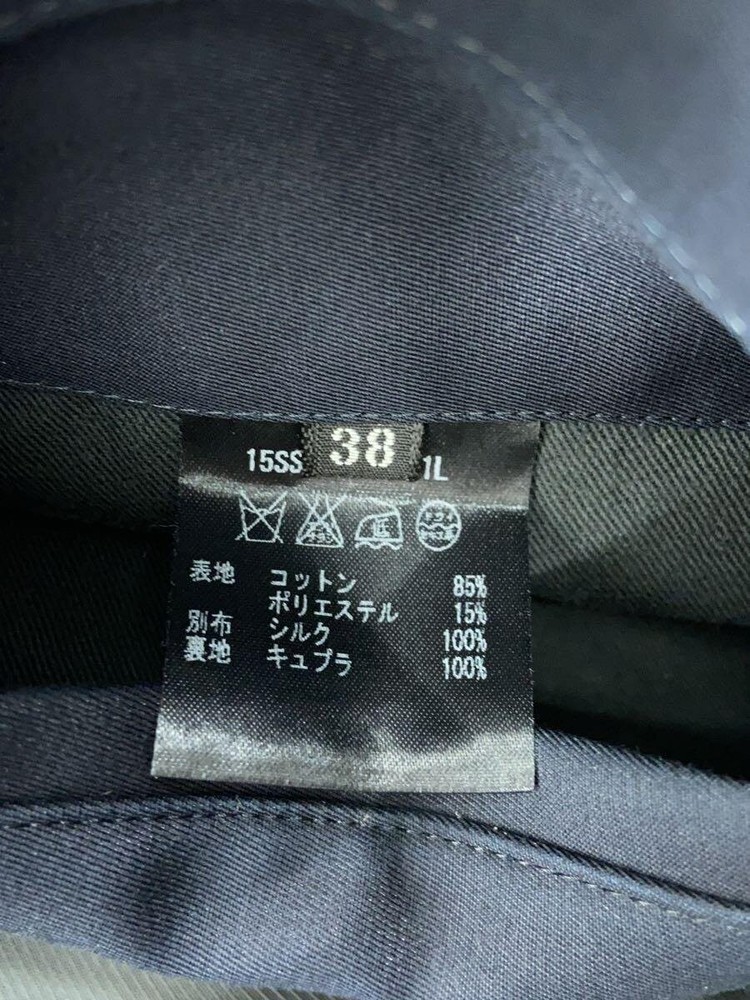 15SS 38 1L
低
表地 コットン 85%
ポリエステル 15%
別布 シルク 100%
裏地 キュプラ 100%